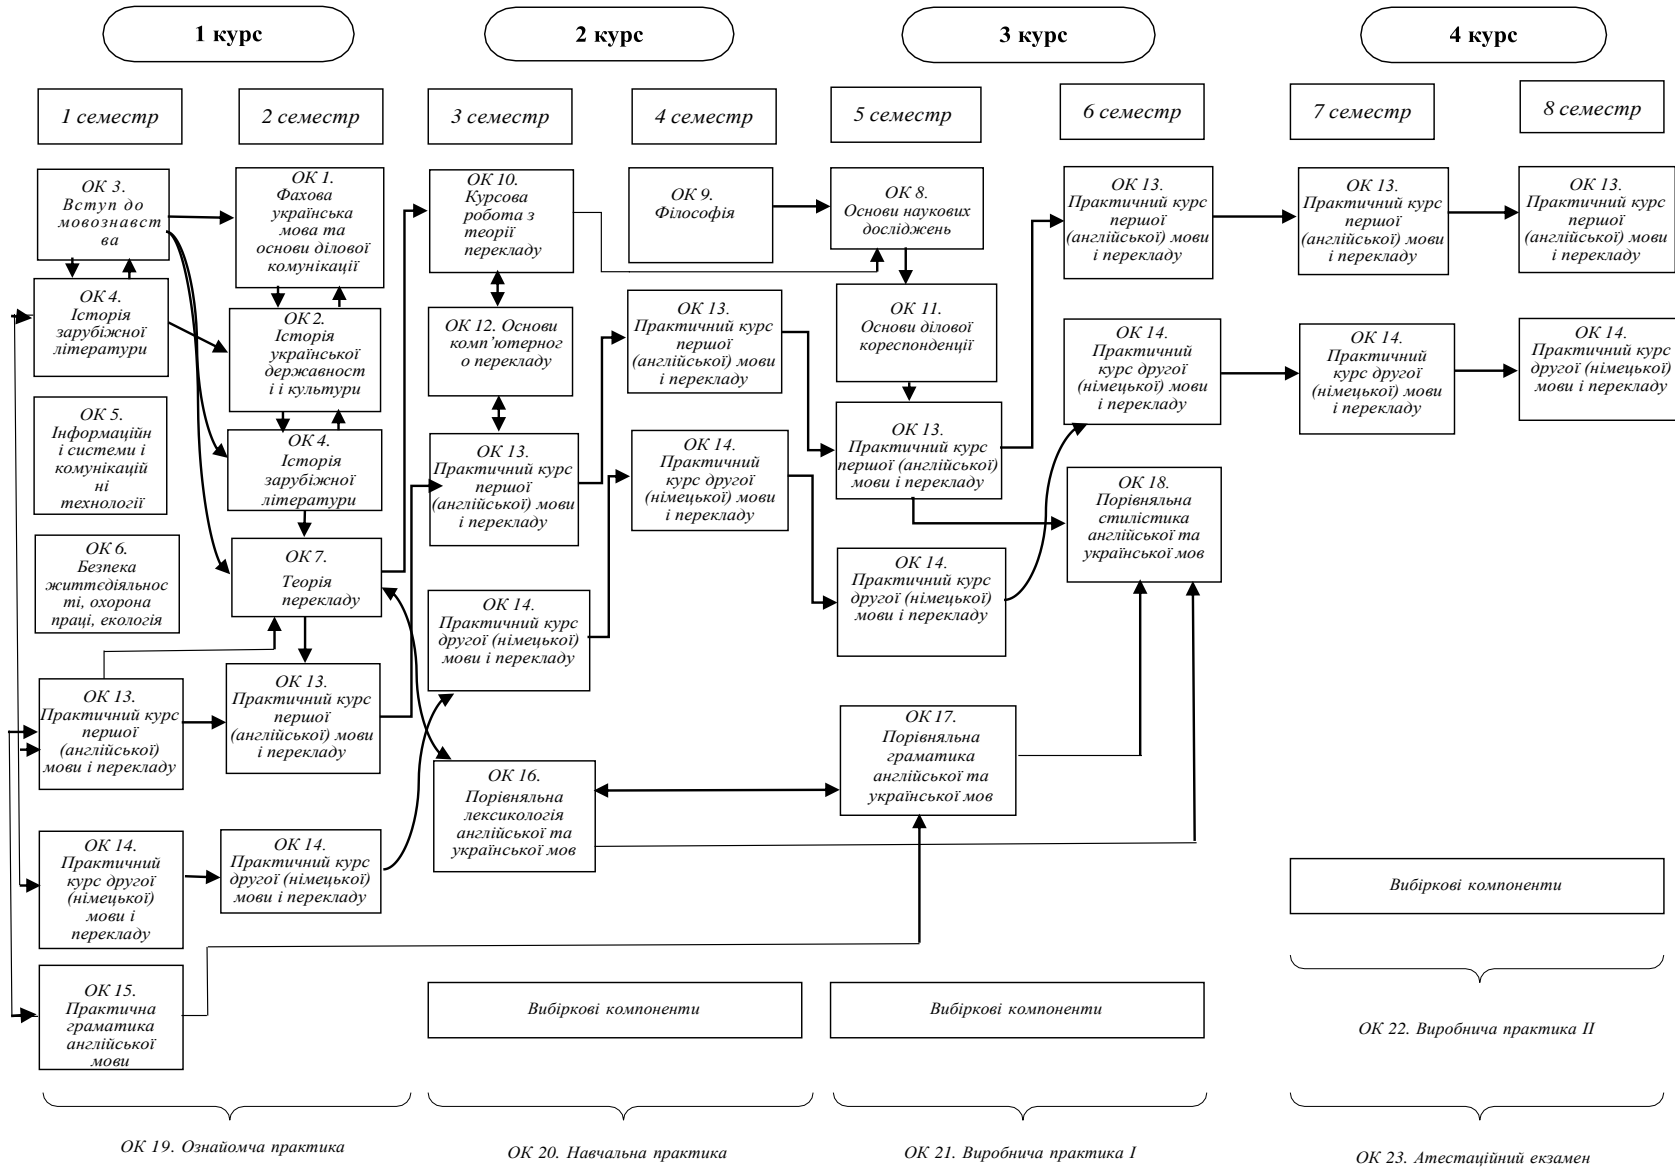 1 курс
2 курс
3 курс
4 курс
1 семестр
2 семестр
3 семестр
4 семестр
5 семестр
6 семестр
7 семестр
8 семестр
ОК 3.
Вступ до
мовознавст
ва
ОК 4.
Історія
зарубіжної
літератури
ОК 5.
Інформаційн
і системи і
комунікацій
ні
технології
ОК 6.
Безпека
життєдіяльнос
ті, охорона
праці, екологія
ОК 13.
Практичний курс
першої
(англійської)
мови і перекладу
ОК 14.
Практичний
курс другої
(німецької)
мови і
перекладу
ОК 15.
Практична
граматика
англійської
мови
ОК 1.
Фахова
українська
мова та
основи ділової
комунікації
ОК 2.
Історія
української
державност
і і культури
ОК 4.
Історія
зарубіжної
літератури
ОК 7.
Теорія
перекладу
ОК 13.
Практичний курс
першої
(англійської) мови
і перекладу
ОК 14.
Практичний курс
другої (німецької)
мови і перекладу
ОК 10.
Курсова
робота з
теорії
перекладу
ОК 12. Основи
комп’ютерног
о перекладу
ОК 13.
Практичний курс
першої
(англійської) мови
і перекладу
ОК 14.
Практичний курс
другої (німецької)
мови і перекладу
ОК 16.
Порівняльна
лексикологія
англійської та
української мов
ОК 9.
Філософія
ОК 13.
Практичний курс
першої
(англійської) мови
і перекладу
ОК 14.
Практичний
курс другої
(німецької) мови
і перекладу
ОК 8.
Основи наукових
досліджень
ОК 11.
Основи ділової
кореспонденції
ОК 13.
Практичний курс
першої (англійської)
мови і перекладу
ОК 14.
Практичний курс
другої (німецької)
мови і перекладу
ОК 17.
Порівняльна
граматика
англійської та
української мов
ОК 13.
Практичний курс
першої
(англійської) мови
і перекладу
ОК 14.
Практичний
курс другої
(німецької) мови
і перекладу
ОК 18.
Порівняльна
стилістика
англійської та
української мов
ОК 13.
Практичний курс
першої
(англійської) мови
і перекладу
ОК 14.
Практичний
курс другої
(німецької) мови
і перекладу
ОК 13.
Практичний курс
першої
(англійської) мови
і перекладу
ОК 14.
Практичний курс
другої (німецької)
мови і перекладу
Вибіркові компоненти
Вибіркові компоненти
Вибіркові компоненти
ОК 22. Виробнича практика ІІ
ОК 19. Ознайомча практика
ОК 20. Навчальна практика
ОК 21. Виробнича практика І
ОК 23. Атестаційний екзамен